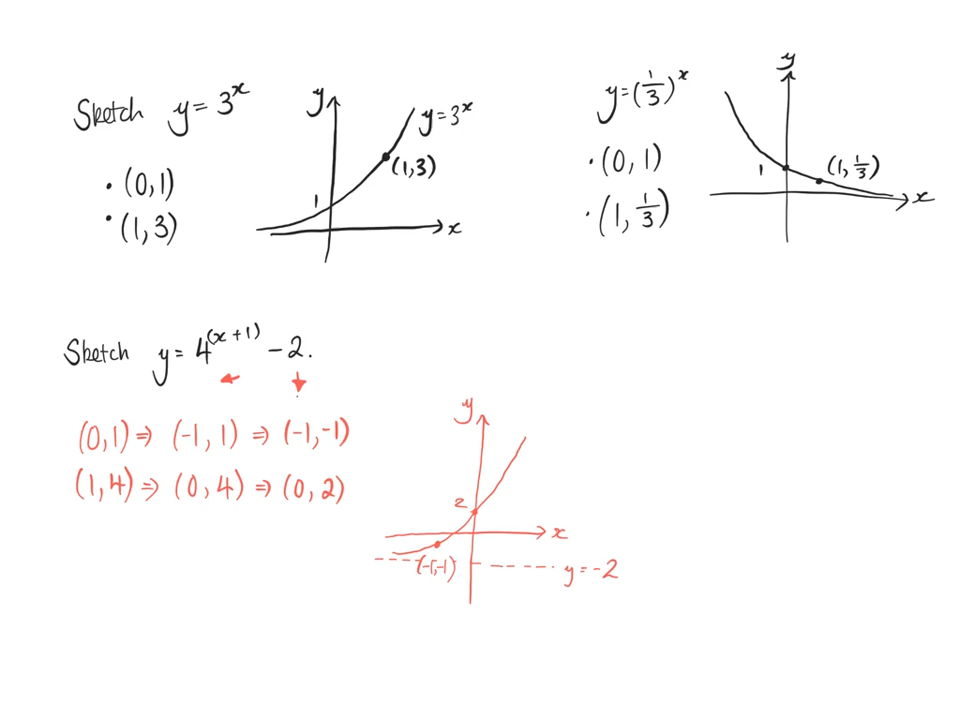 Sketch y = 3^x
· (0,1)
· (1,3)
y
y=3^x
(1,3)
1
x
y=(1/3)^x
· (0,1)
· (1, 1/3)
y
1
(1, 1/3)
x
Sketch y = 4^(x+1) - 2.
(0,1) ⇒ (-1, 1) ⇒ (-1,-1)
(1,4) ⇒ (0,4) ⇒ (0,2)
y
2
x
(-1,-1)
y = -2